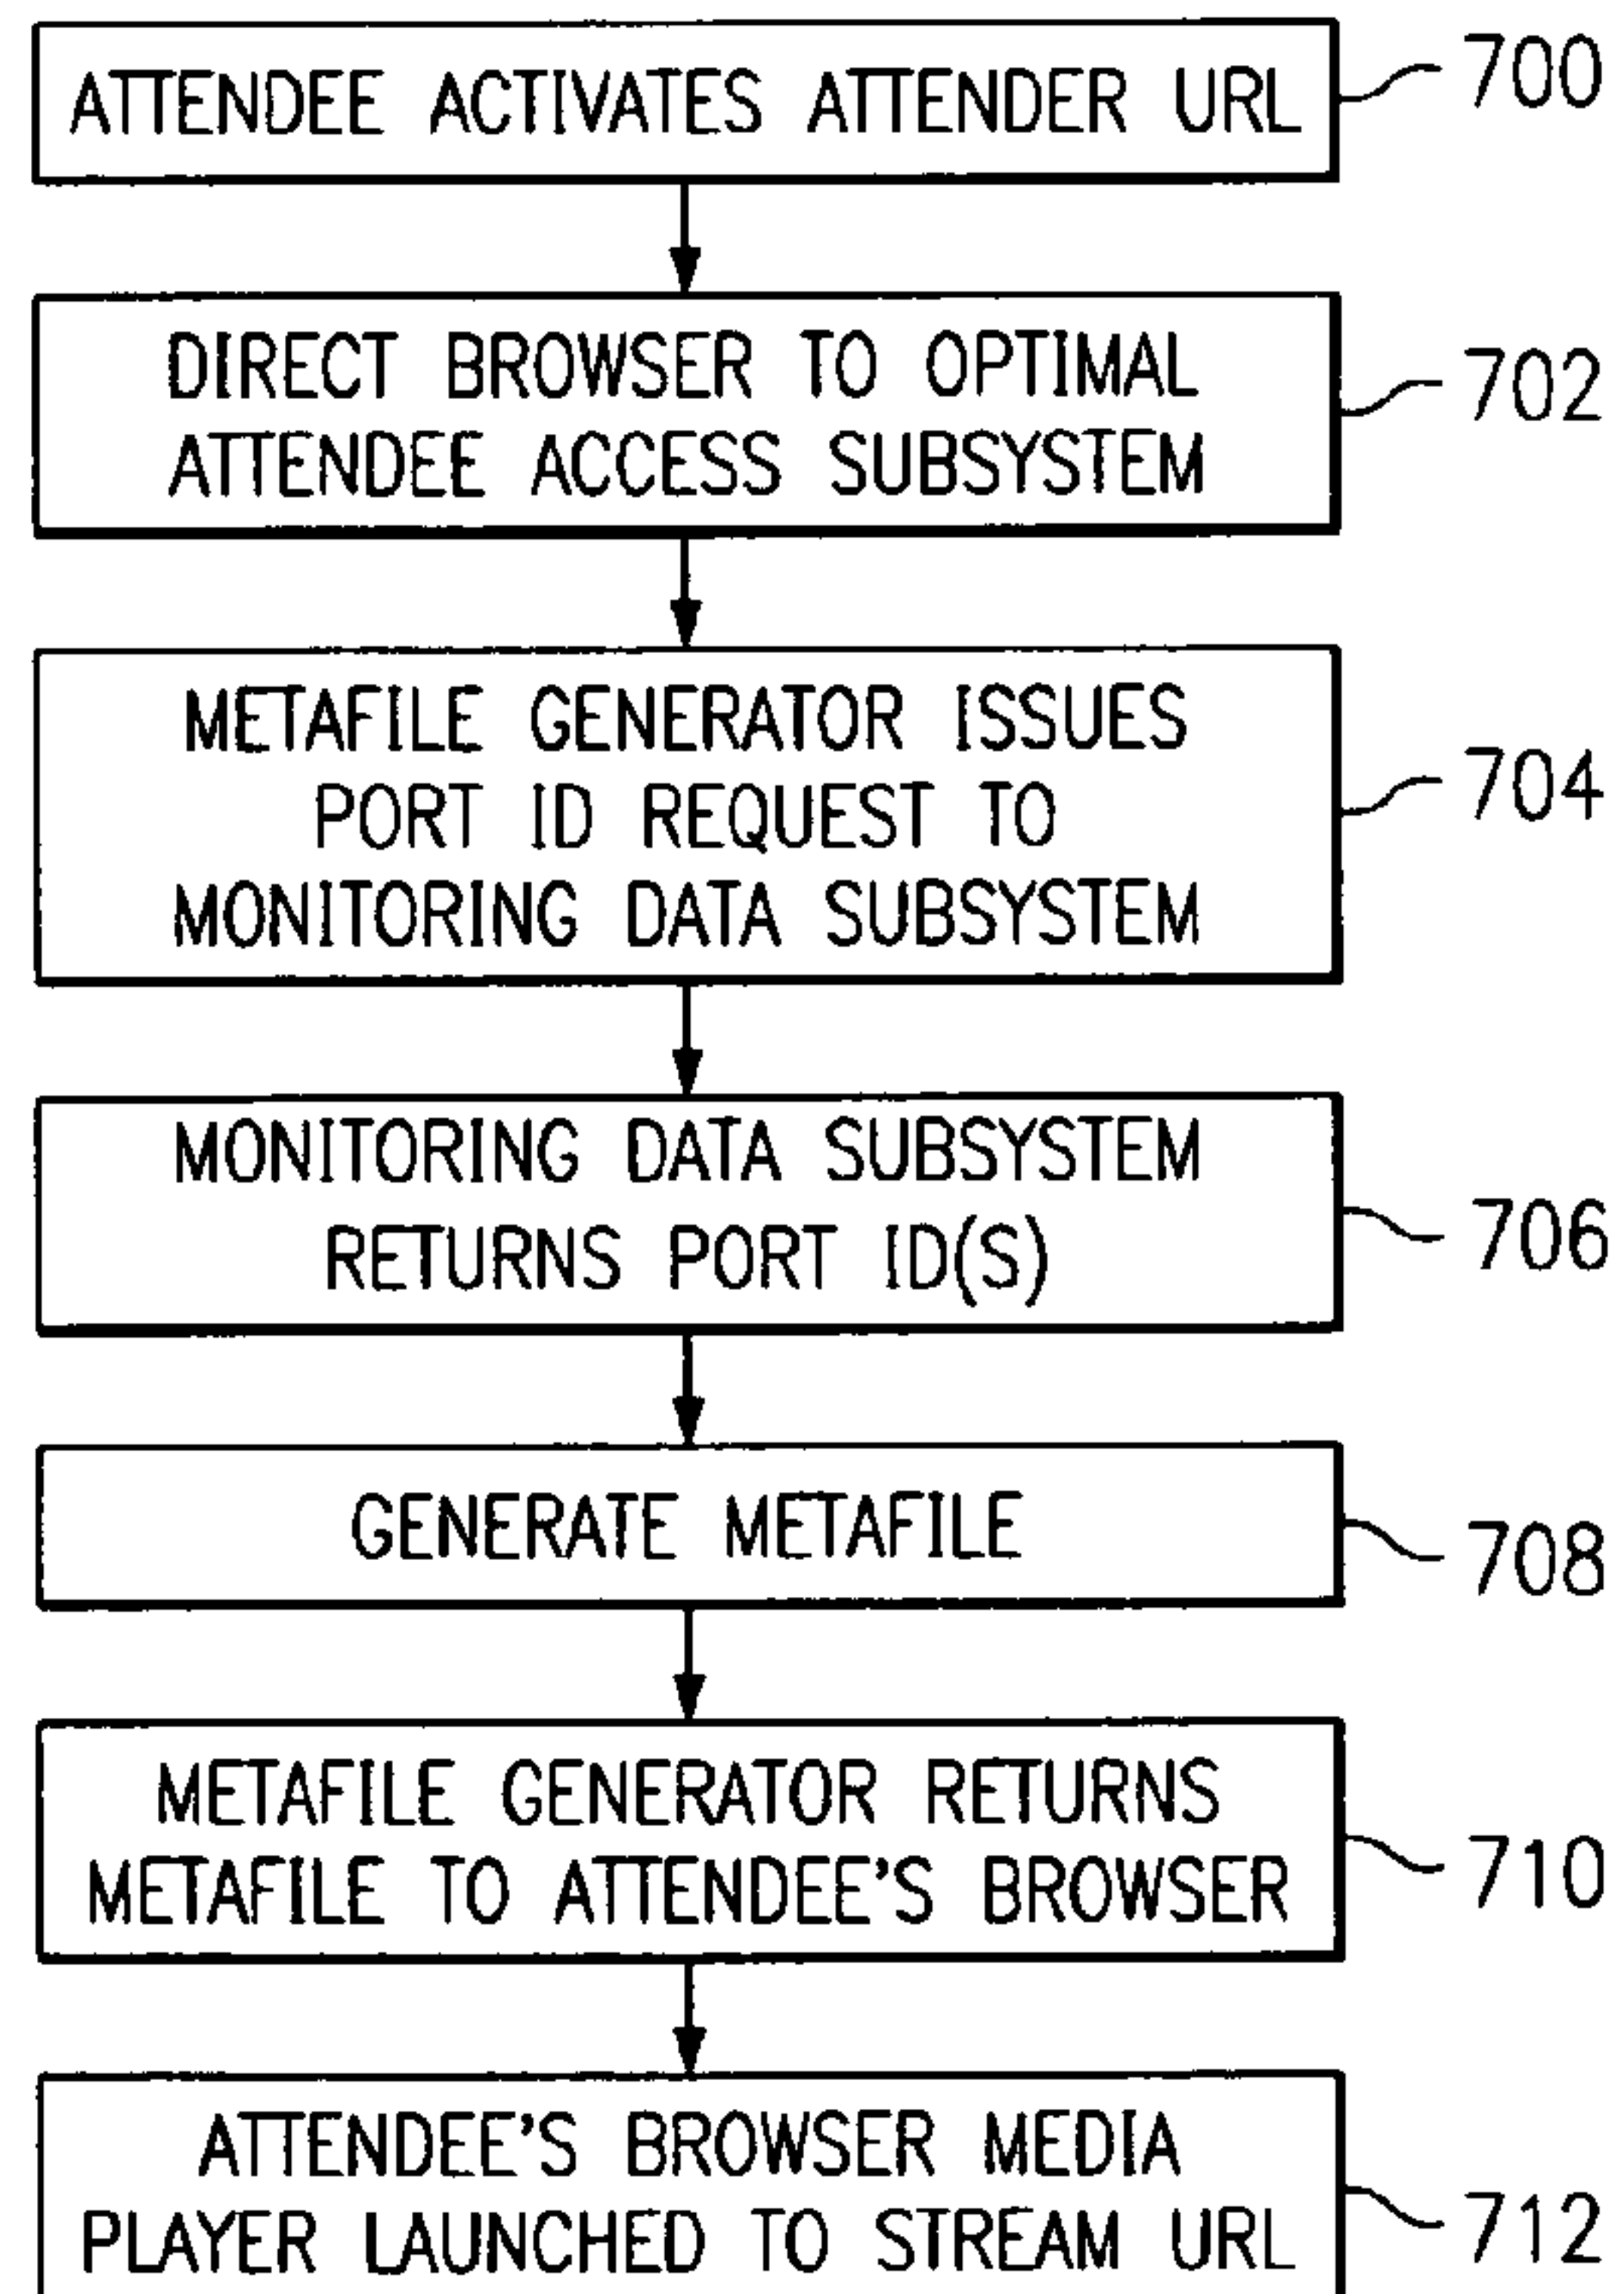 ATTENDEE ACTIVATES ATTENDER URL
700
DIRECT BROWSER TO OPTIMAL
ATTENDEE ACCESS SUBSYSTEM
702
METAFILE GENERATOR ISSUES
PORT ID REQUEST TO
MONITORING DATA SUBSYSTEM
704
MONITORING DATA SUBSYSTEM
RETURNS PORT ID(S)
706
GENERATE METAFILE
708
METAFILE GENERATOR RETURNS
METAFILE TO ATTENDEE'S BROWSER
710
ATTENDEE'S BROWSER MEDIA
PLAYER LAUNCHED TO STREAM URL
712